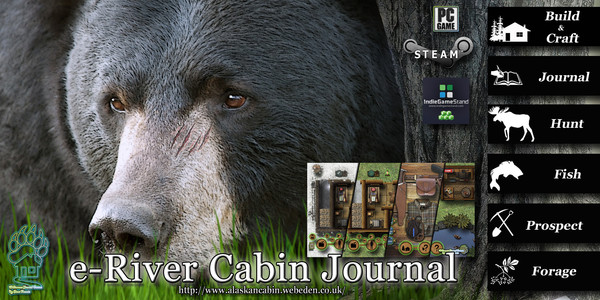 PC
GAME
STEAM
IndieGameStand
Build
&
Craft
Journal
Hunt
Fish
Prospect
Forage
e-River Cabin Journal
http://www.alaskancabin.webeden.co.uk/